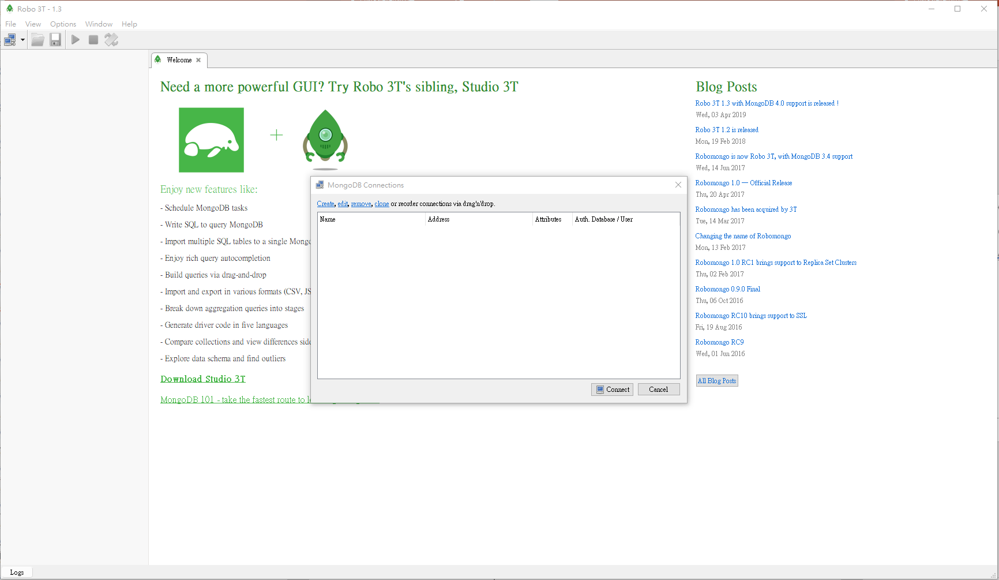 Robo 3T - 1.3
File View Options Window Help
Welcome
Need a more powerful GUI? Try Robo 3T's sibling, Studio 3T
Enjoy new features like:
- Schedule MongoDB tasks
- Write SQL to query MongoDB
- Import multiple SQL tables to a single Mongo
- Enjoy rich query autocompletion
- Build queries via drag-and-drop
- Import and export in various formats (CSV, JS
- Break down aggregation queries into stages
- Generate driver code in five languages
- Compare collections and view differences side
- Explore data schema and find outliers
Download Studio 3T
MongoDB 101 - take the fastest route to le
MongoDB Connections
Create, edit, remove, clone or reorder connections via drag'n'drop.
Name Address Attributes Auth. Database / User
Connect Cancel
Blog Posts
Robo 3T 1.3 with MongoDB 4.0 support is released !
Wed, 03 Apr 2019
Robo 3T 1.2 is released
Mon, 19 Feb 2018
Robomongo is now Robo 3T, with MongoDB 3.4 support
Wed, 14 Jun 2017
Robomongo 1.0 — Official Release
Thu, 20 Apr 2017
Robomongo has been acquired by 3T
Tue, 14 Mar 2017
Changing the name of Robomongo
Mon, 13 Feb 2017
Robomongo 1.0 RC1 brings support to Replica Set Clusters
Thu, 02 Feb 2017
Robomongo 0.9.0 Final
Thu, 06 Oct 2016
Robomongo RC10 brings support to SSL
Fri, 19 Aug 2016
Robomongo RC9
Wed, 01 Jun 2016
All Blog Posts
Logs